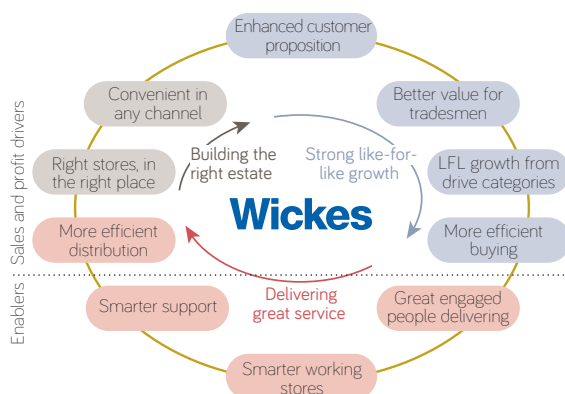 Enhanced customer
proposition
Convenient in
any channel
Better value for
tradesmen
Building the
right estate
Strong like-for-
like growth
Right stores, in
the right place
LFL growth from
drive categories
Wickes
More efficient
distribution
More efficient
buying
Sales and profit drivers
Enablers
Smarter support
Delivering
great service
Great engaged
people delivering
Smarter working
stores